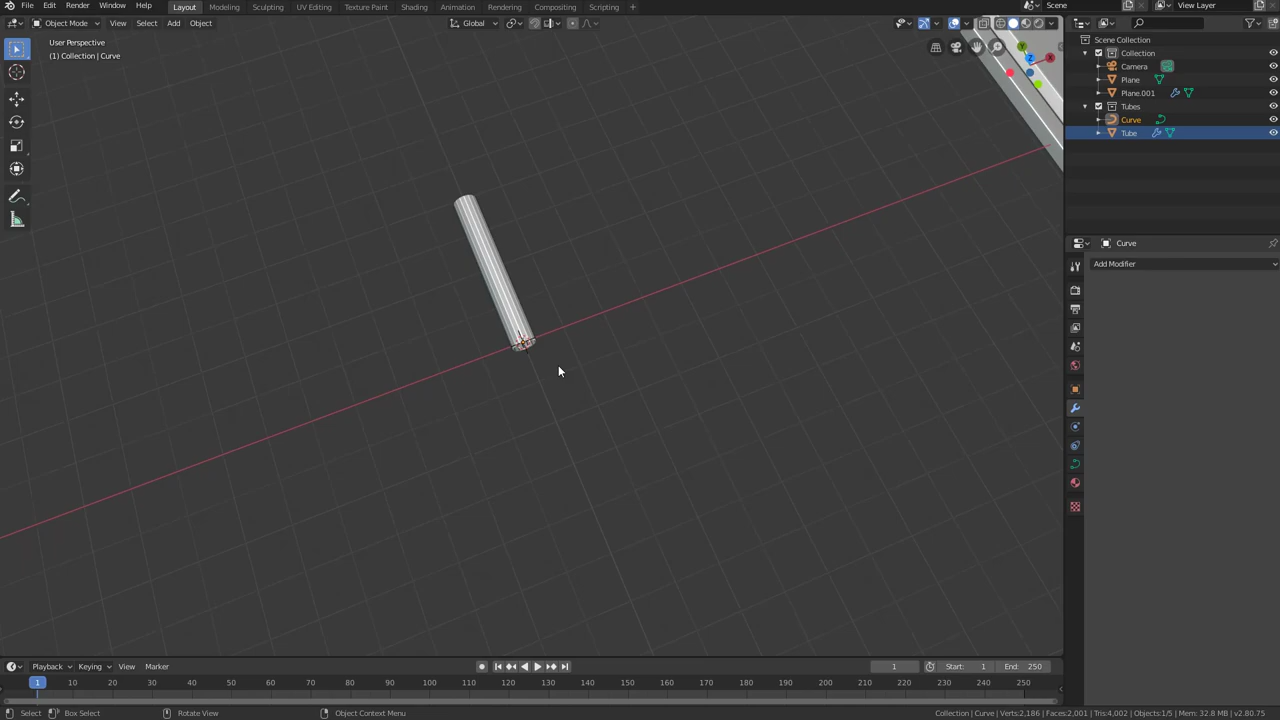 File Edit Render Window Help Layout Modeling Sculpting UV Editing Texture Paint Shading Animation Rendering Compositing Scripting Scene View Layer
Object Mode View Select Add Object Global
User Perspective
(1) Collection | Curve
Scene Collection
Collection
Camera
Plane
Plane.001
Tubes
Curve
Tube
Curve
Add Modifier
X
Y
Z
Playback Keying View Marker 1 Start: 1 End: 250
1 10 20 30 40 50 60 70 80 90 100 110 120 130 140 150 160 170 180 190 200 210 220 230 240 250
Select Box Select Rotate View Object Context Menu Collection | Curve | Verts:2,186 | Faces:2,001 | Tris:4,002 | Objects:1/5 | Mem: 32.8 MB | v2.80.75